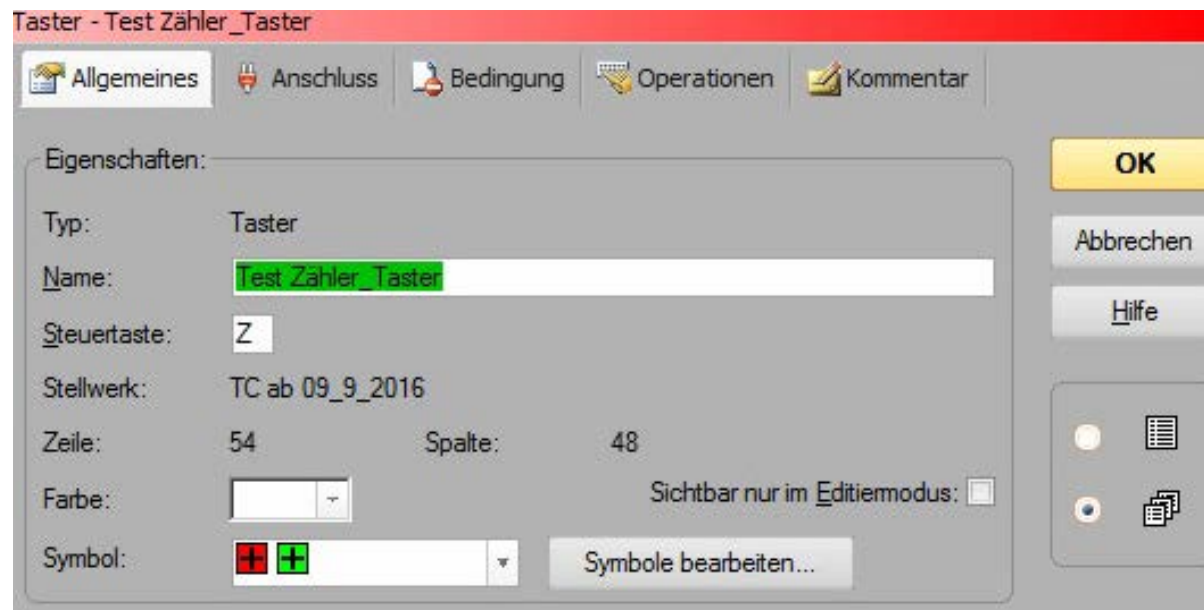 Taster - Test Zähler_Taster
Allgemeines Anschluss Bedingung Operationen Kommentar
Eigenschaften:
OK
Typ: Taster
Abbrechen
Name: Test Zähler_Taster
Hilfe
Steuertaste: Z
Stellwerk: TC ab 09_9_2016
Zeile: 54 Spalte: 48
Farbe: Sichtbar nur im Editiermodus:
Symbol: Symbole bearbeiten...